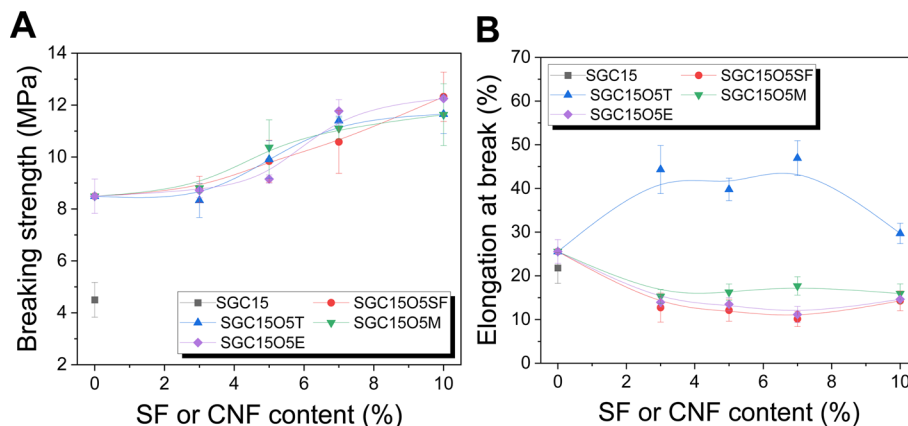 A
Breaking strength (MPa)
14
12
10
8
6
4
2
SGC15
SGC15O5SF
SGC15O5T
SGC15O5M
SGC15O5E
0 2 4 6 8 10
SF or CNF content (%)
B
Elongation at break (%)
70
60
50
40
30
20
10
0
SGC15
SGC15O5SF
SGC15O5T
SGC15O5M
SGC15O5E
0 2 4 6 8 10
SF or CNF content (%)